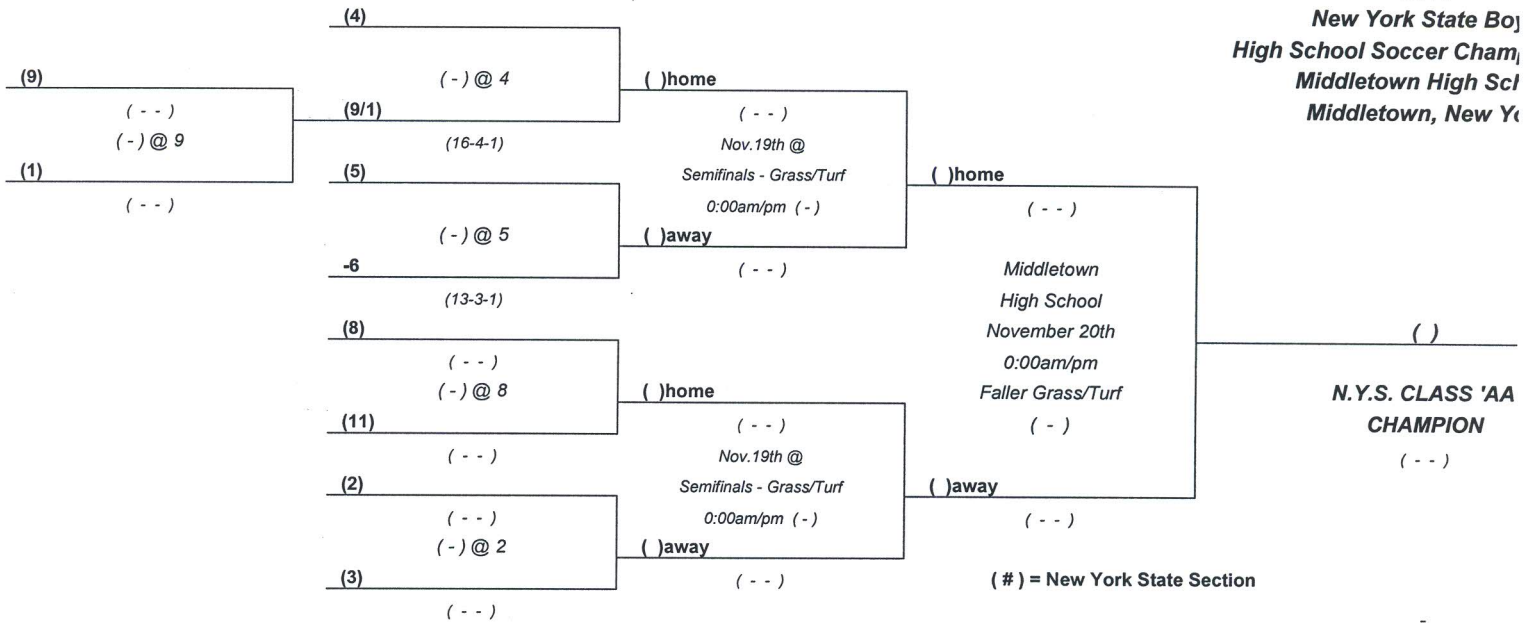 New York State
High School Soccer
Middletown High
Middletown, New
(9)
( - - )
( - ) @ 9
(1)
( - - )
(4)
( - ) @ 4
(9/1)
(16-4-1)
(5)
( - ) @ 5
-6
(13-3-1)
(8)
( - - )
( - ) @ 8
(11)
( - - )
(2)
( - - )
( - ) @ 2
(3)
( - - )
( )home
( - - )
Nov.19th @
Semifinals - Grass/Turf
0:00am/pm ( - )
( )away
( - - )
( )home
( - - )
Nov.19th @
Semifinals - Grass/Turf
0:00am/pm ( - )
( )away
( - - )
( )home
( - - )
Middletown
High School
November 20th
0:00am/pm
Faller Grass/Turf
( - )
( )away
( - - )
( # ) = New York State Section
( )
N.Y.S. CLASS 'AA
CHAMPION
( - - )
-